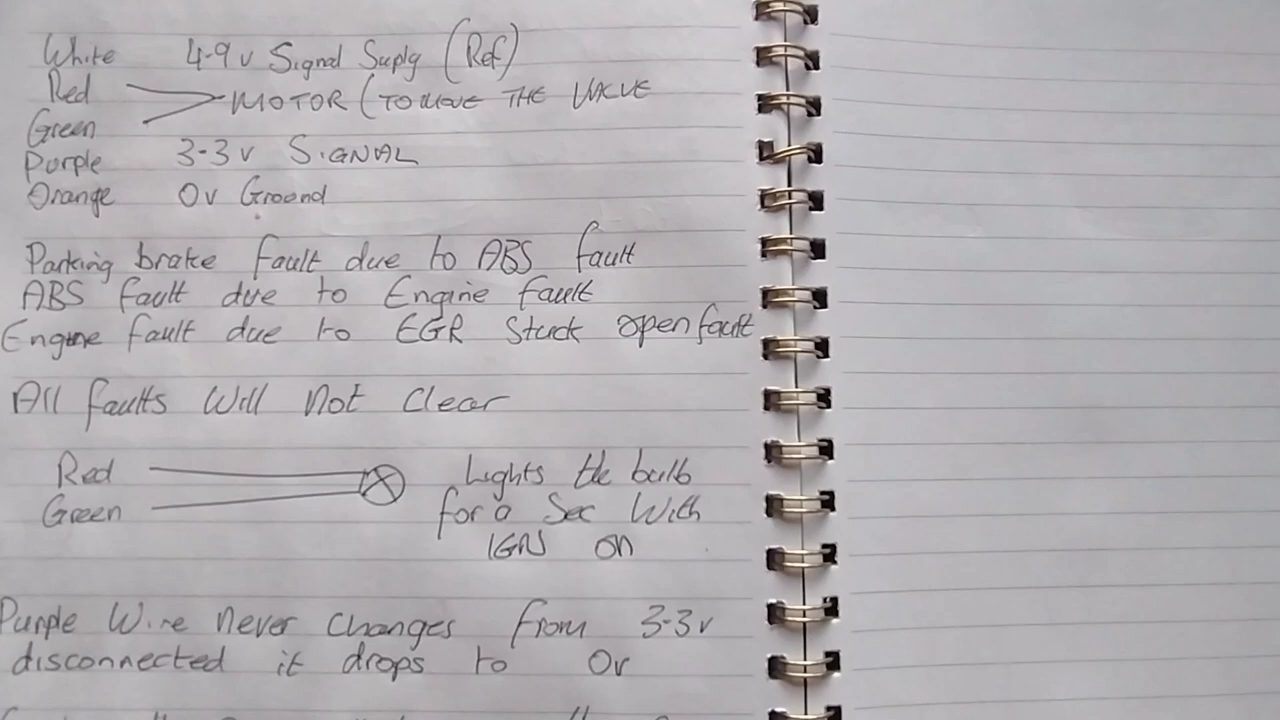 White 4.9v Signal Suply (Ref)
Red MOTOR (TO MOVE THE VALVE
Green
Purple 3.3v SIGNAL
Orange 0v Ground
Parking brake fault due to ABS fault
ABS fault due to Engine fault
Engine fault due to EGR Stuck open fault
All faults Will not Clear
Red Lights the bulb
Green for a Sec With
IGN on
Purple Wire never changes from 3.3v
disconnected it drops to 0v